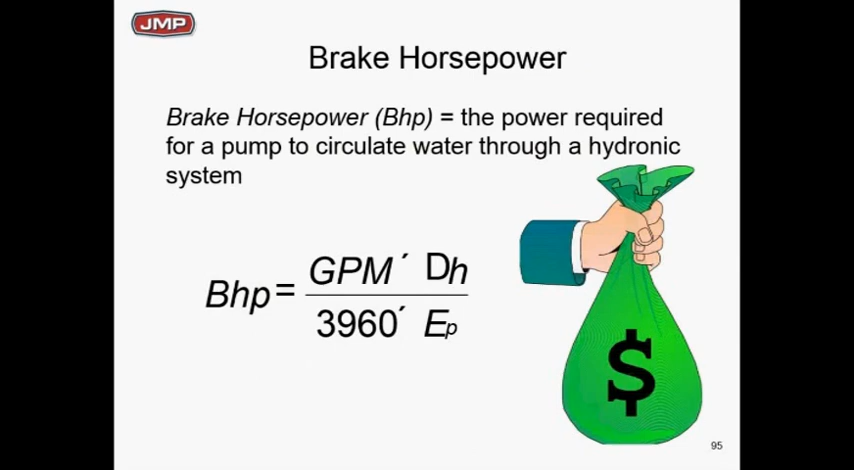 JMP
Brake Horsepower
Brake Horsepower (Bhp) = the power required
for a pump to circulate water through a hydronic
system
Bhp = GPM ´ Dh
3960 ´ Ep
$
95